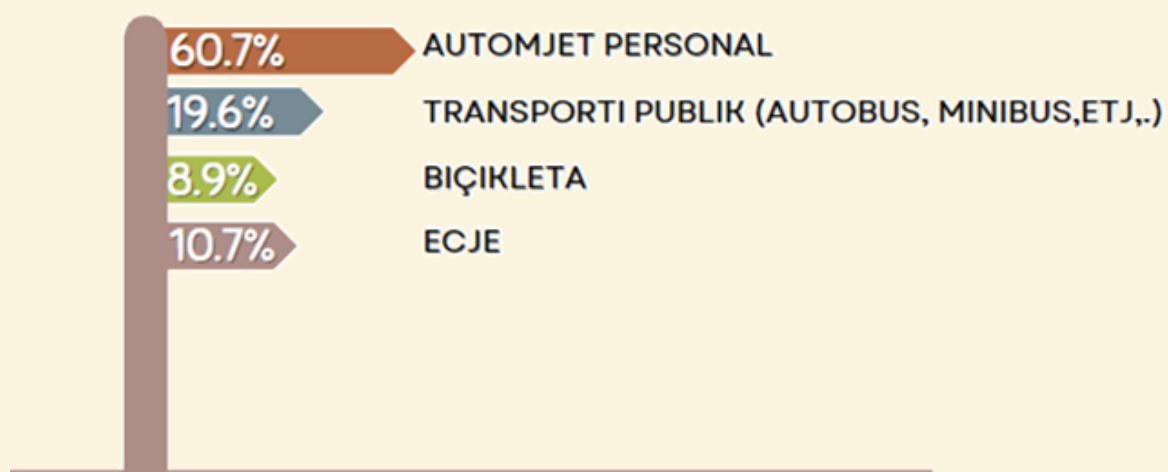 60.7% AUTOMJET PERSONAL
19.6% TRANSPORTI PUBLIK (AUTOBUS, MINIBUS,ETJ,.)
8.9% BIÇIKLETA
10.7% ECJE